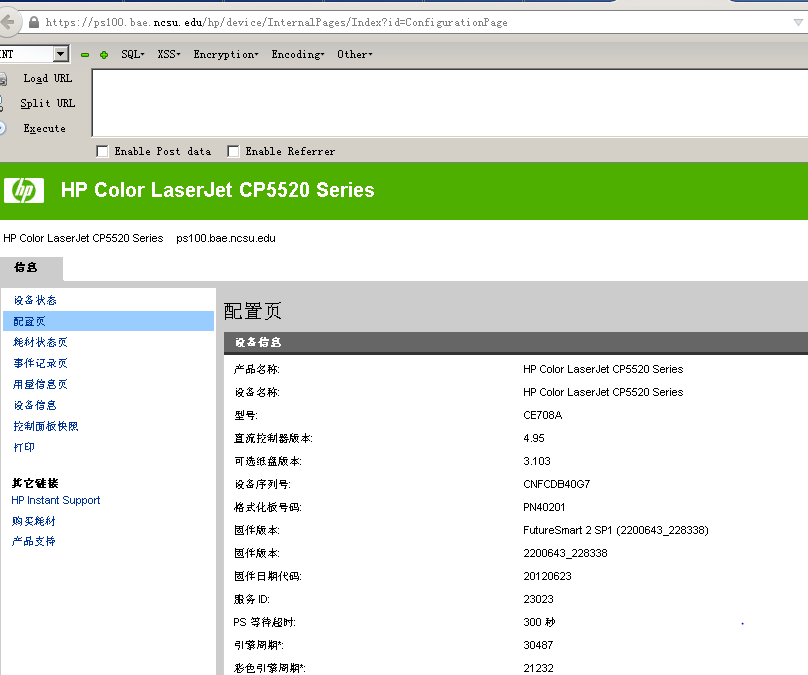 https://ps100.bae.ncsu.edu/hp/device/InternalPages/Index?id=ConfigurationPage
INT SQL▾ XSS▾ Encryption▾ Encoding▾ Other▾
Load URL
Split URL
Execute
Enable Post data Enable Referrer
hp HP Color LaserJet CP5520 Series
HP Color LaserJet CP5520 Series ps100.bae.ncsu.edu
信息
设备状态
配置页
耗材状态页
事件记录页
用量信息页
设备信息
控制面板快照
打印
其它链接
HP Instant Support
购买耗材
产品支持
配置页
设备信息
产品名称: HP Color LaserJet CP5520 Series
设备名称: HP Color LaserJet CP5520 Series
型号: CE708A
直流控制器版本: 4.95
可选纸盘版本: 3.103
设备序列号: CNFCDB40G7
格式化板号码: PN40201
固件版本: FutureSmart 2 SP1 (2200643_228338)
固件版本: 2200643_228338
固件日期代码: 20120623
服务 ID: 23023
PS 等待超时: 300 秒
引擎周期*: 30487
彩色引擎周期*: 21232